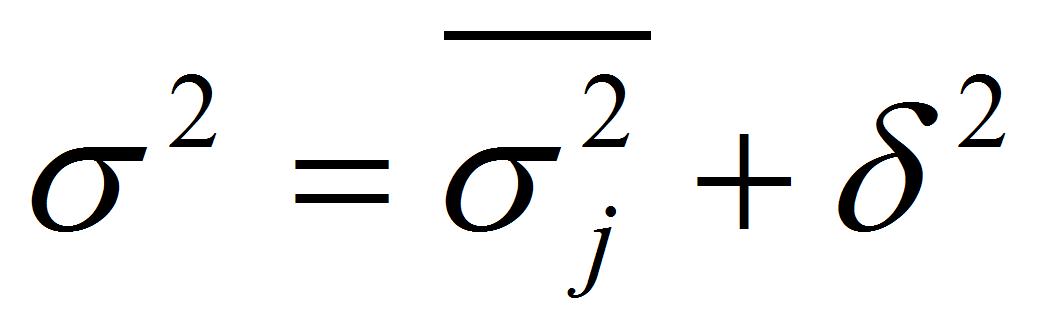 σ² = \overline{σ_j²} + δ²